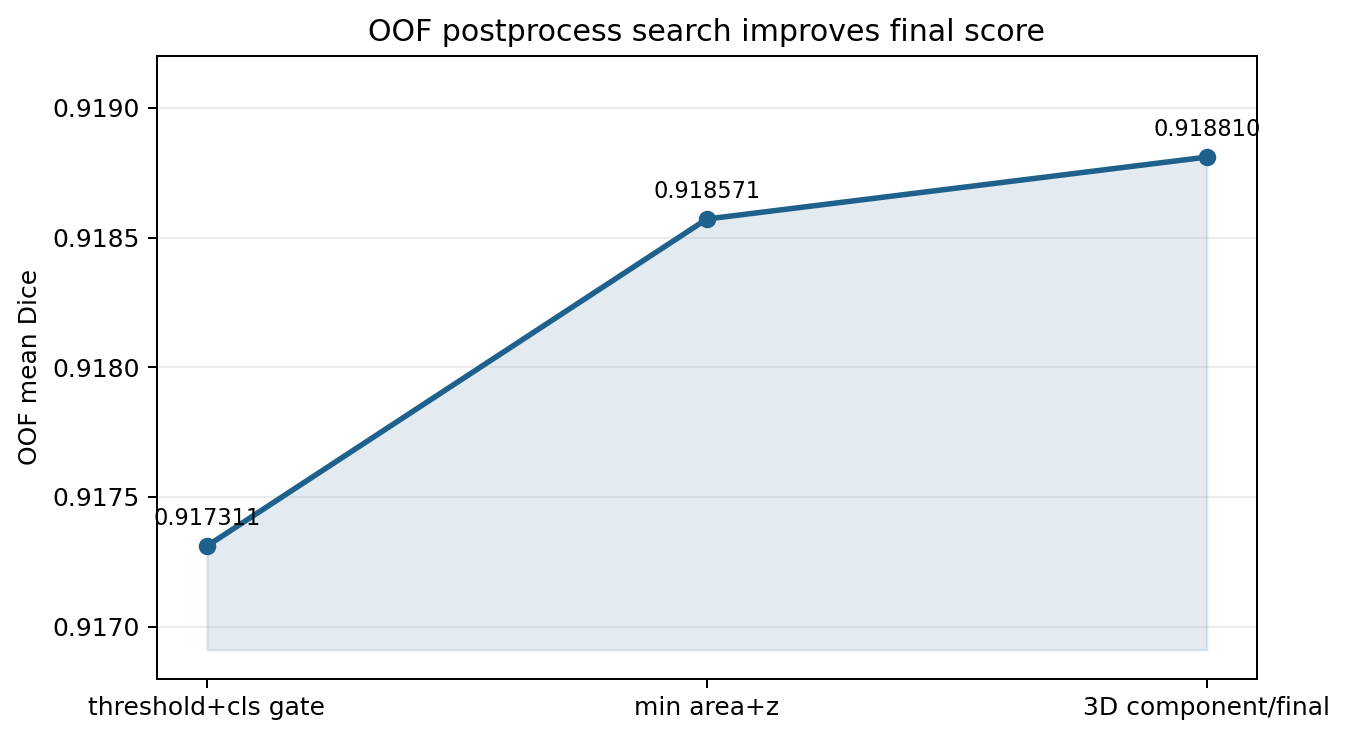 OOF postprocess search improves final score
OOF mean Dice
0.9190
0.9185
0.9180
0.9175
0.9170
0.917311
0.918571
0.918810
threshold+cls gate
min area+z
3D component/final